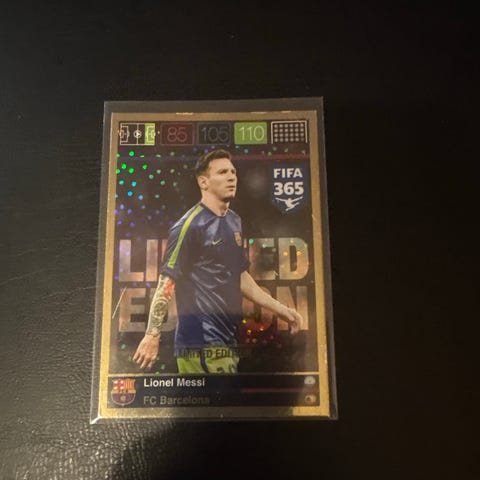 85 105 110
FIFA
365
LIMITED
EDITION
LIMITED EDITION
Lionel Messi
FC Barcelona